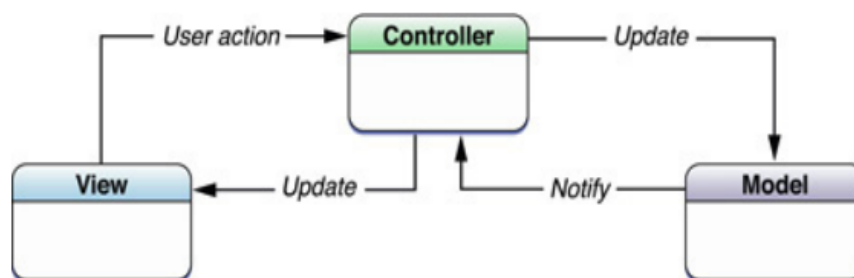 User action
Controller
Update
View
Update
Notify
Model